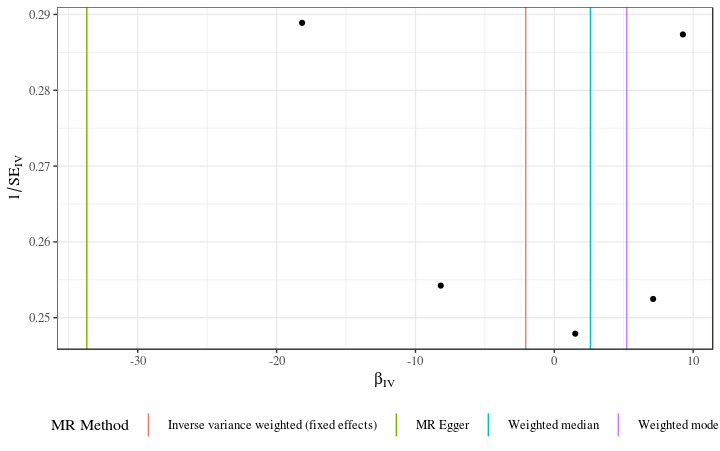 0.29
0.28
0.27
0.26
0.25
1/SE_IV
-30 -20 -10 0 10
β_IV
MR Method Inverse variance weighted (fixed effects) MR Egger Weighted median Weighted mode